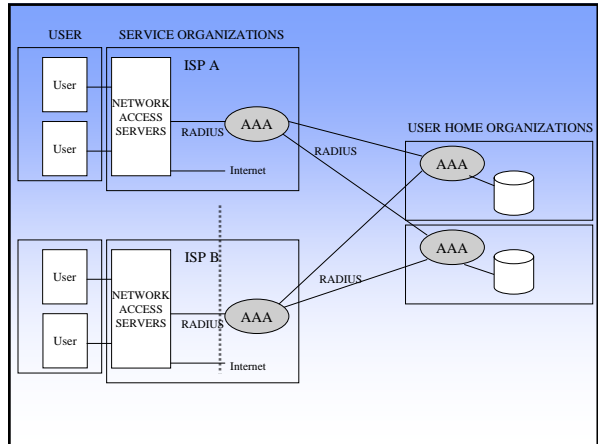 USER
SERVICE ORGANIZATIONS
ISP A
User
User
NETWORK
ACCESS
SERVERS
RADIUS
AAA
Internet
RADIUS
USER HOME ORGANIZATIONS
AAA
AAA
ISP B
User
User
NETWORK
ACCESS
SERVERS
RADIUS
AAA
Internet
RADIUS